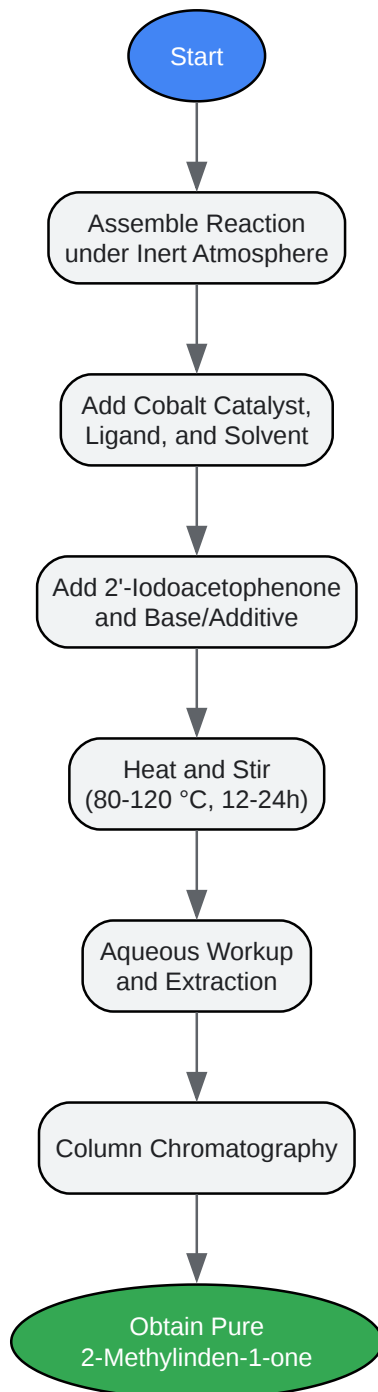 Start
Assemble Reaction
under Inert Atmosphere
Add Cobalt Catalyst,
Ligand, and Solvent
Add 2'-Iodoacetophenone
and Base/Additive
Heat and Stir
(80-120 °C, 12-24h)
Aqueous Workup
and Extraction
Column Chromatography
Obtain Pure
2-Methylinden-1-one